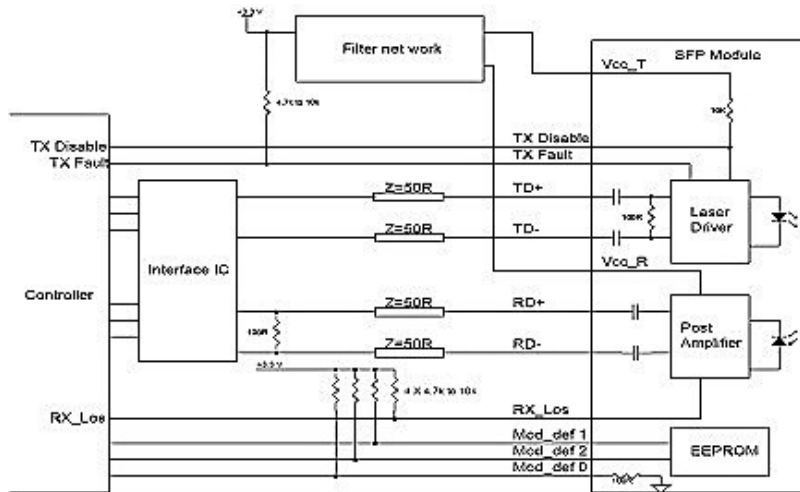 +3.3V
Filter net work
SFP Module
Vcc_T
4.7k to 10k
10K
TX Disable
TX Disable
TX Fault
TX Fault
Z=50R
TD+
100R
Laser
Driver
Z=50R
TD-
Interface IC
Vcc_R
Controller
Z=50R
RD+
Post
Amplifier
Z=50R
RD-
+3.3V
4 X 4.7k to 10k
RX_Los
RX_Los
Mod_def 1
EEPROM
Mod_def 2
Mod_def 0